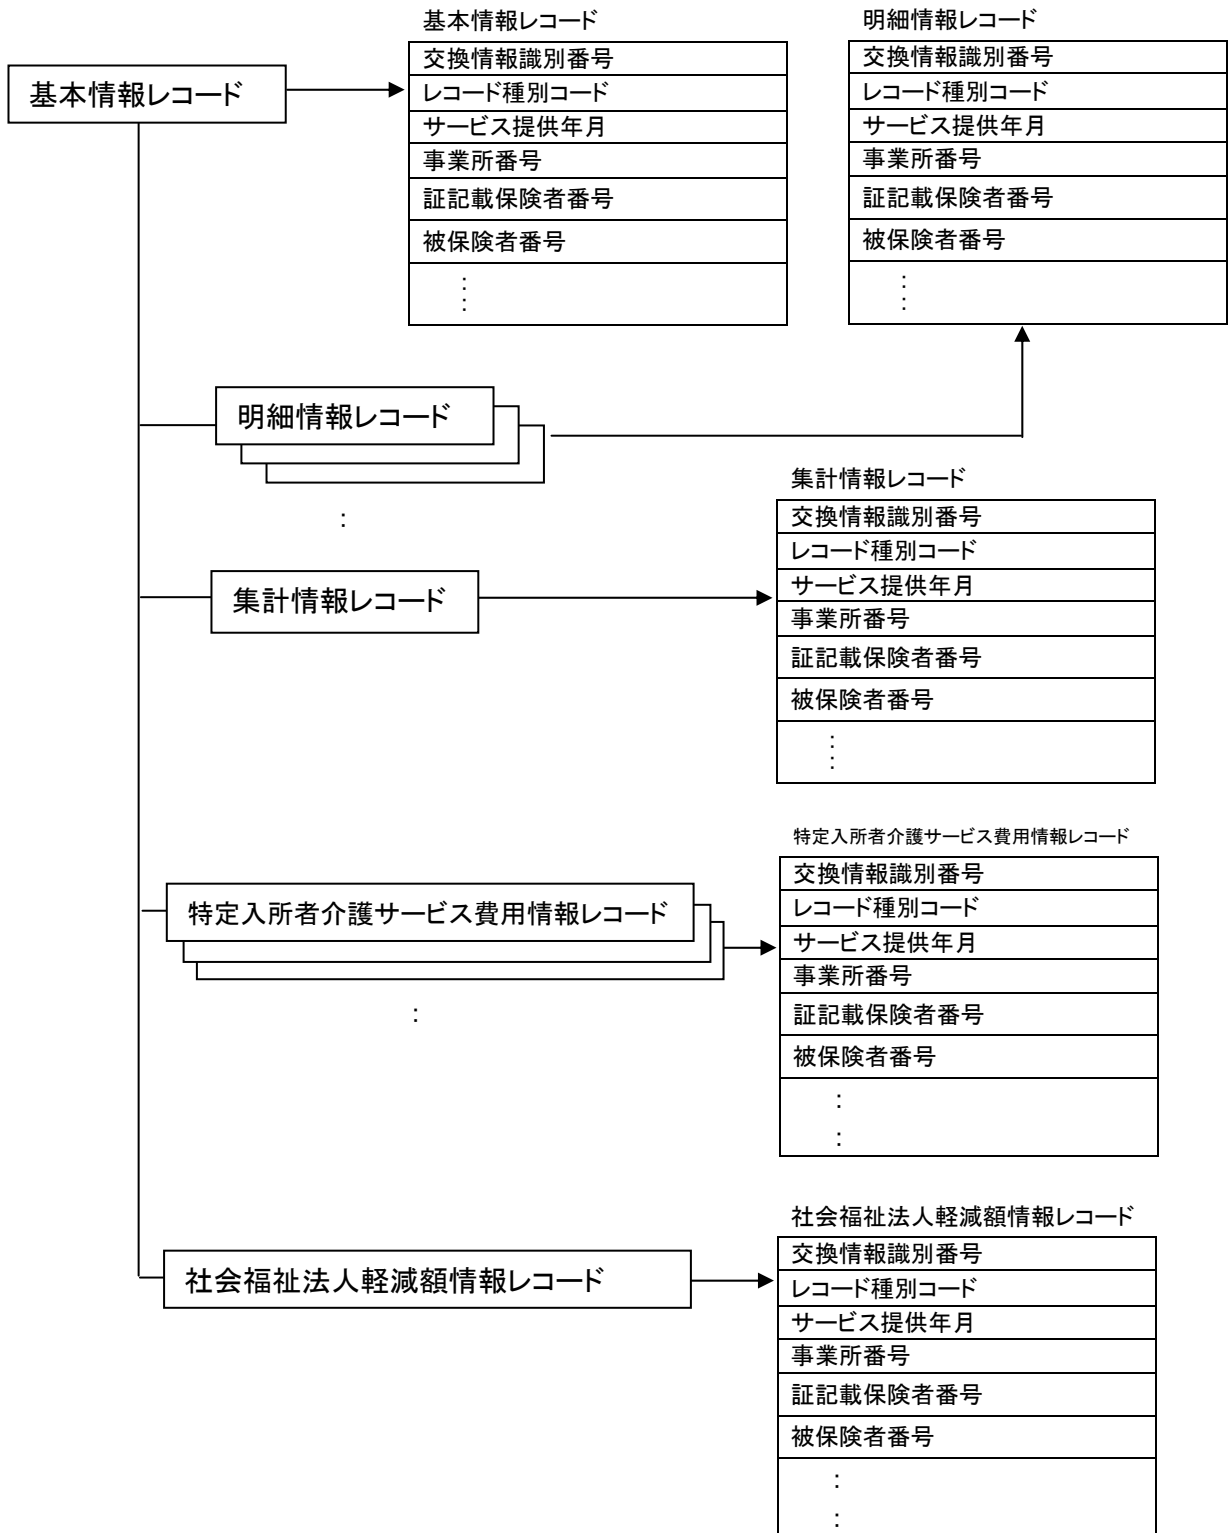 基本情報レコード
基本情報レコード
交換情報識別番号
レコード種別コード
サービス提供年月
事業所番号
証記載保険者番号
被保険者番号
:
:
明細情報レコード
交換情報識別番号
レコード種別コード
サービス提供年月
事業所番号
証記載保険者番号
被保険者番号
:
:
明細情報レコード
:
集計情報レコード
集計情報レコード
交換情報識別番号
レコード種別コード
サービス提供年月
事業所番号
証記載保険者番号
被保険者番号
:
:
特定入所者介護サービス費用情報レコード
:
特定入所者介護サービス費用情報レコード
交換情報識別番号
レコード種別コード
サービス提供年月
事業所番号
証記載保険者番号
被保険者番号
:
:
社会福祉法人軽減額情報レコード
社会福祉法人軽減額情報レコード
交換情報識別番号
レコード種別コード
サービス提供年月
事業所番号
証記載保険者番号
被保険者番号
:
: